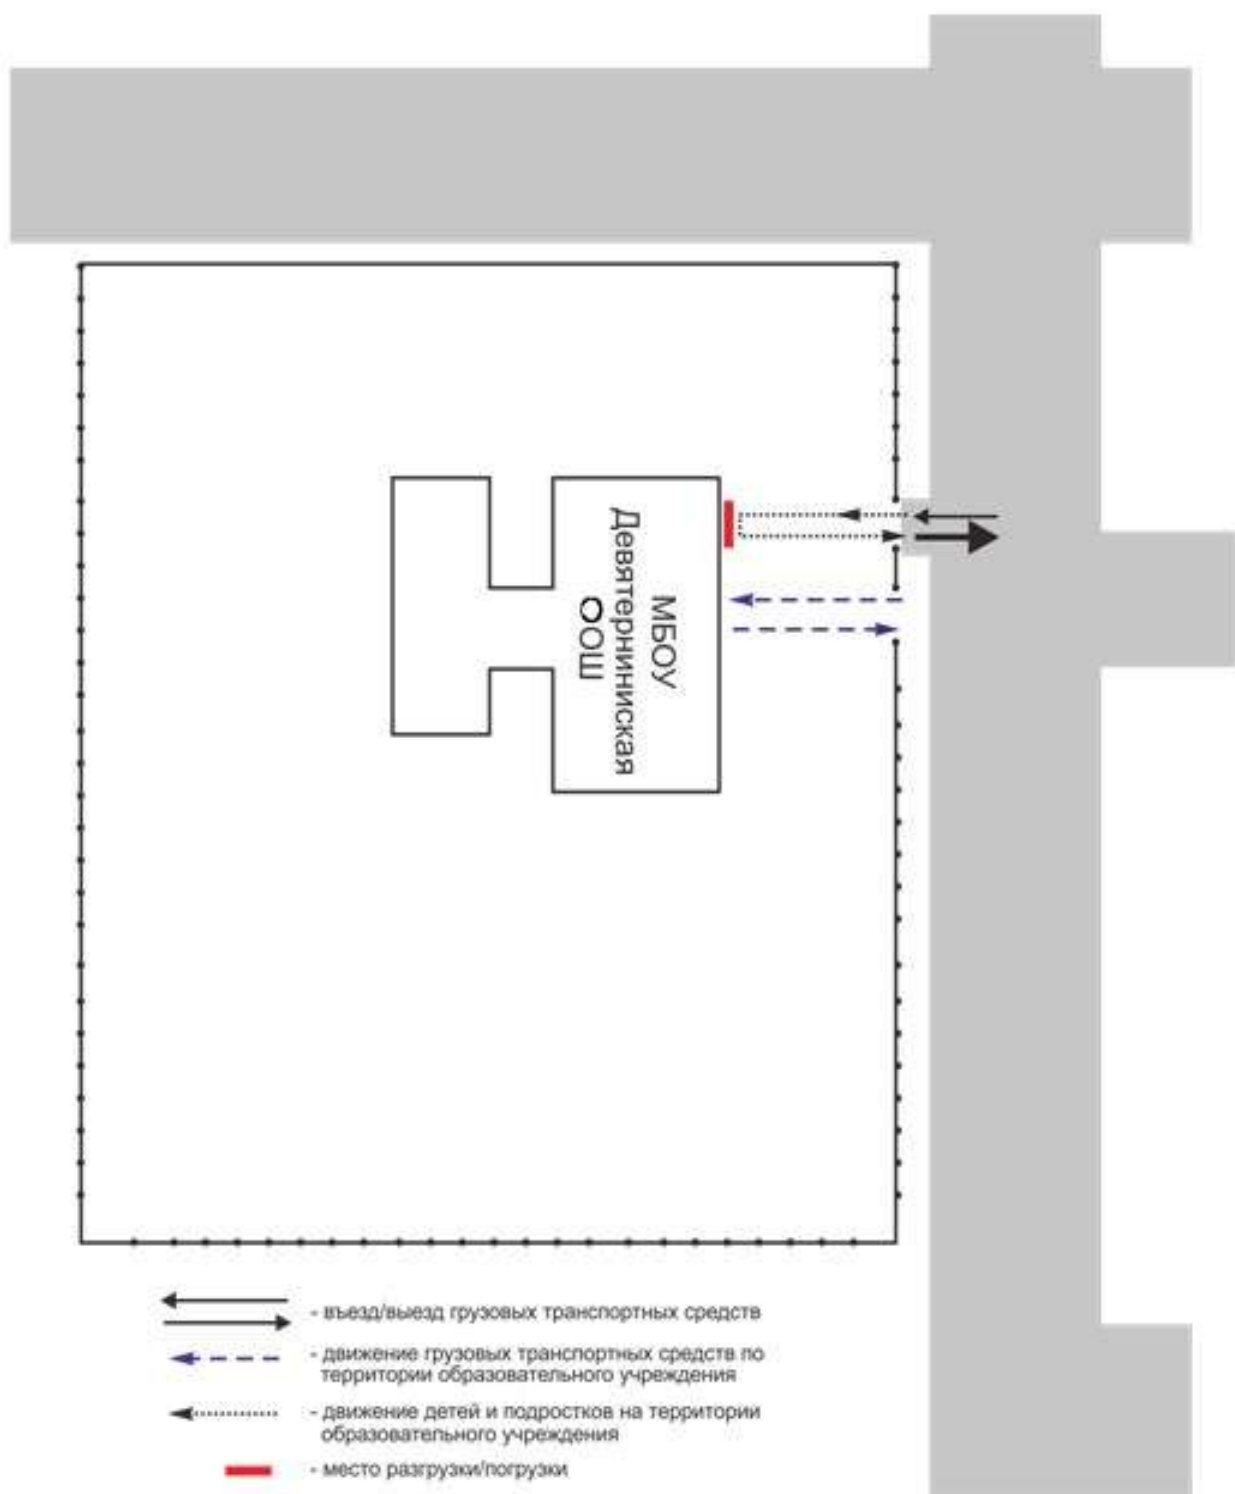 МБОУ
Девятерниниская
ООШ
- въезд/выезд грузовых транспортных средств
- движение грузовых транспортных средств по
территории образовательного учреждения
- движение детей и подростков на территории
образовательного учреждения
- место разгрузки/погрузки